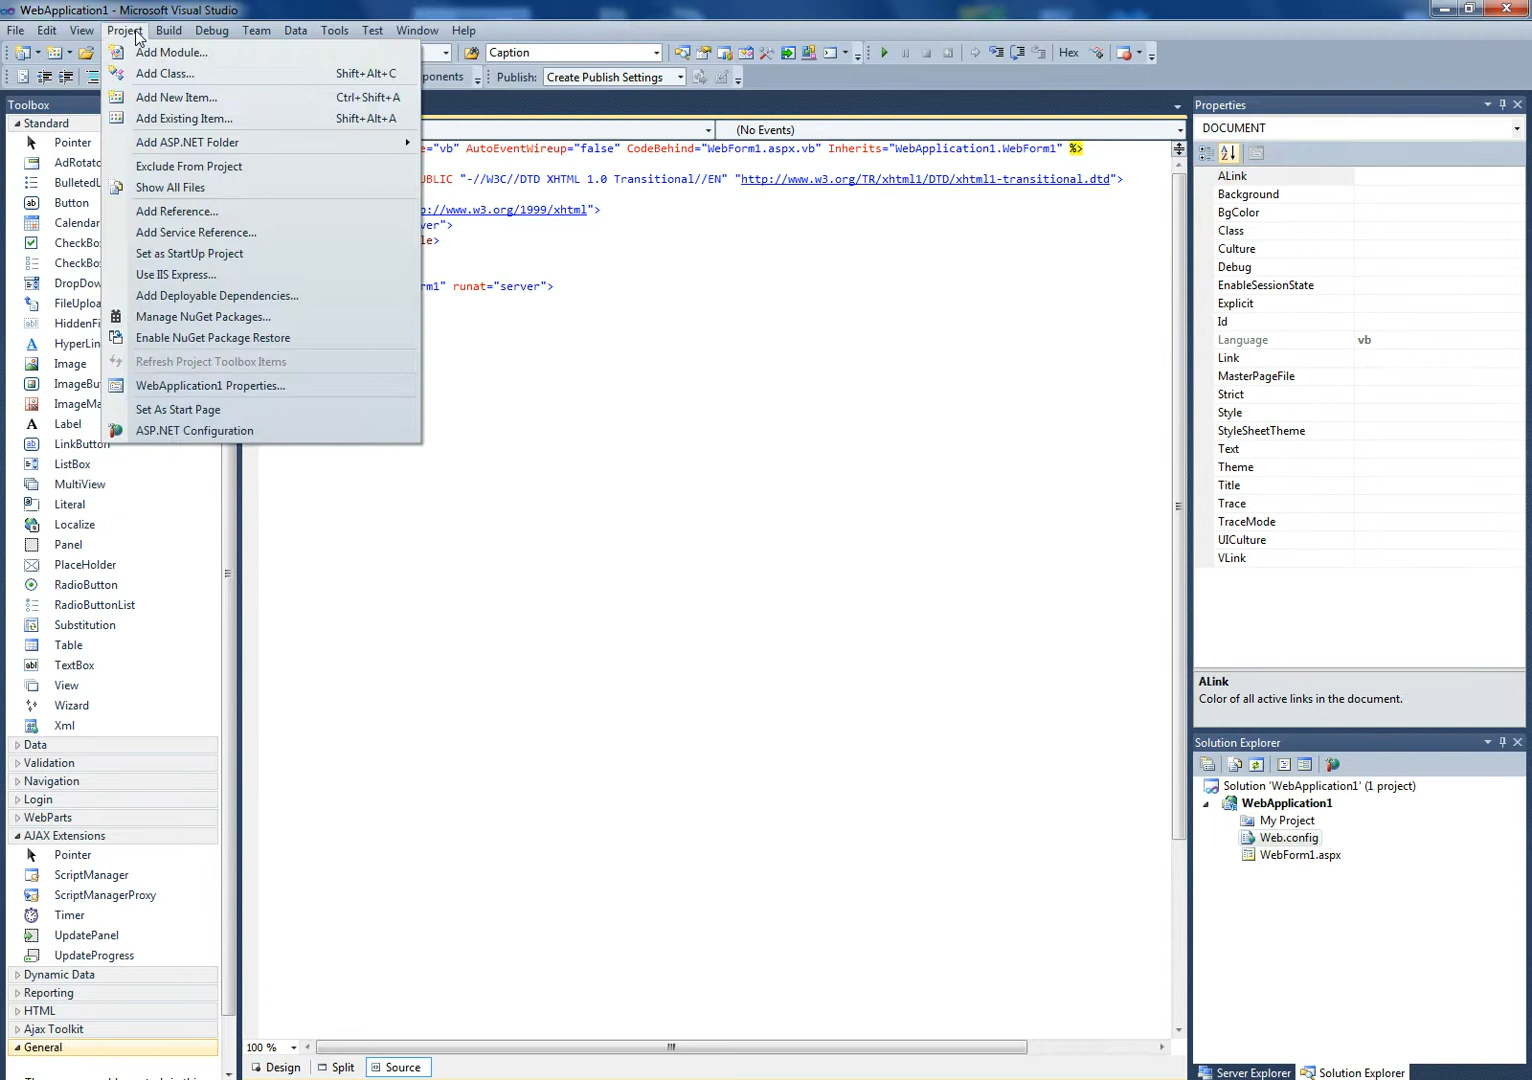 WebApplication1 - Microsoft Visual Studio
File Edit View Project Build Debug Team Data Tools Test Window Help
Caption Hex
ponents Publish: Create Publish Settings
Add Module...
Add Class... Shift+Alt+C
Add New Item... Ctrl+Shift+A
Add Existing Item... Shift+Alt+A
Add ASP.NET Folder
Exclude From Project
Show All Files
Add Reference...
Add Service Reference...
Set as StartUp Project
Use IIS Express...
Add Deployable Dependencies...
Manage NuGet Packages...
Enable NuGet Package Restore
Refresh Project Toolbox Items
WebApplication1 Properties...
Set As Start Page
ASP.NET Configuration
Toolbox
Standard
Pointer
AdRotato
BulletedL
Button
Calendar
CheckBo
CheckBo
DropDow
FileUploa
HiddenFi
HyperLin
Image
ImageBu
ImageMa
Label
LinkButton
ListBox
MultiView
Literal
Localize
Panel
PlaceHolder
RadioButton
RadioButtonList
Substitution
Table
TextBox
View
Wizard
Xml
Data
Validation
Navigation
Login
WebParts
AJAX Extensions
Pointer
ScriptManager
ScriptManagerProxy
Timer
UpdatePanel
UpdateProgress
Dynamic Data
Reporting
HTML
Ajax Toolkit
General
(No Events)
e="vb" AutoEventWireup="false" CodeBehind="WebForm1.aspx.vb" Inherits="WebApplication1.WebForm1" %>
UBLIC "-//W3C//DTD XHTML 1.0 Transitional//EN" "http://www.w3.org/TR/xhtml1/DTD/xhtml1-transitional.dtd">
p://www.w3.org/1999/xhtml">
ver">
le>
rm1" runat="server">
100 %
Design Split Source
Properties
DOCUMENT
ALink
Background
BgColor
Class
Culture
Debug
EnableSessionState
Explicit
Id
Language vb
Link
MasterPageFile
Strict
Style
StyleSheetTheme
Text
Theme
Title
Trace
TraceMode
UICulture
VLink
ALink
Color of all active links in the document.
Solution Explorer
Solution 'WebApplication1' (1 project)
WebApplication1
My Project
Web.config
WebForm1.aspx
Server Explorer Solution Explorer